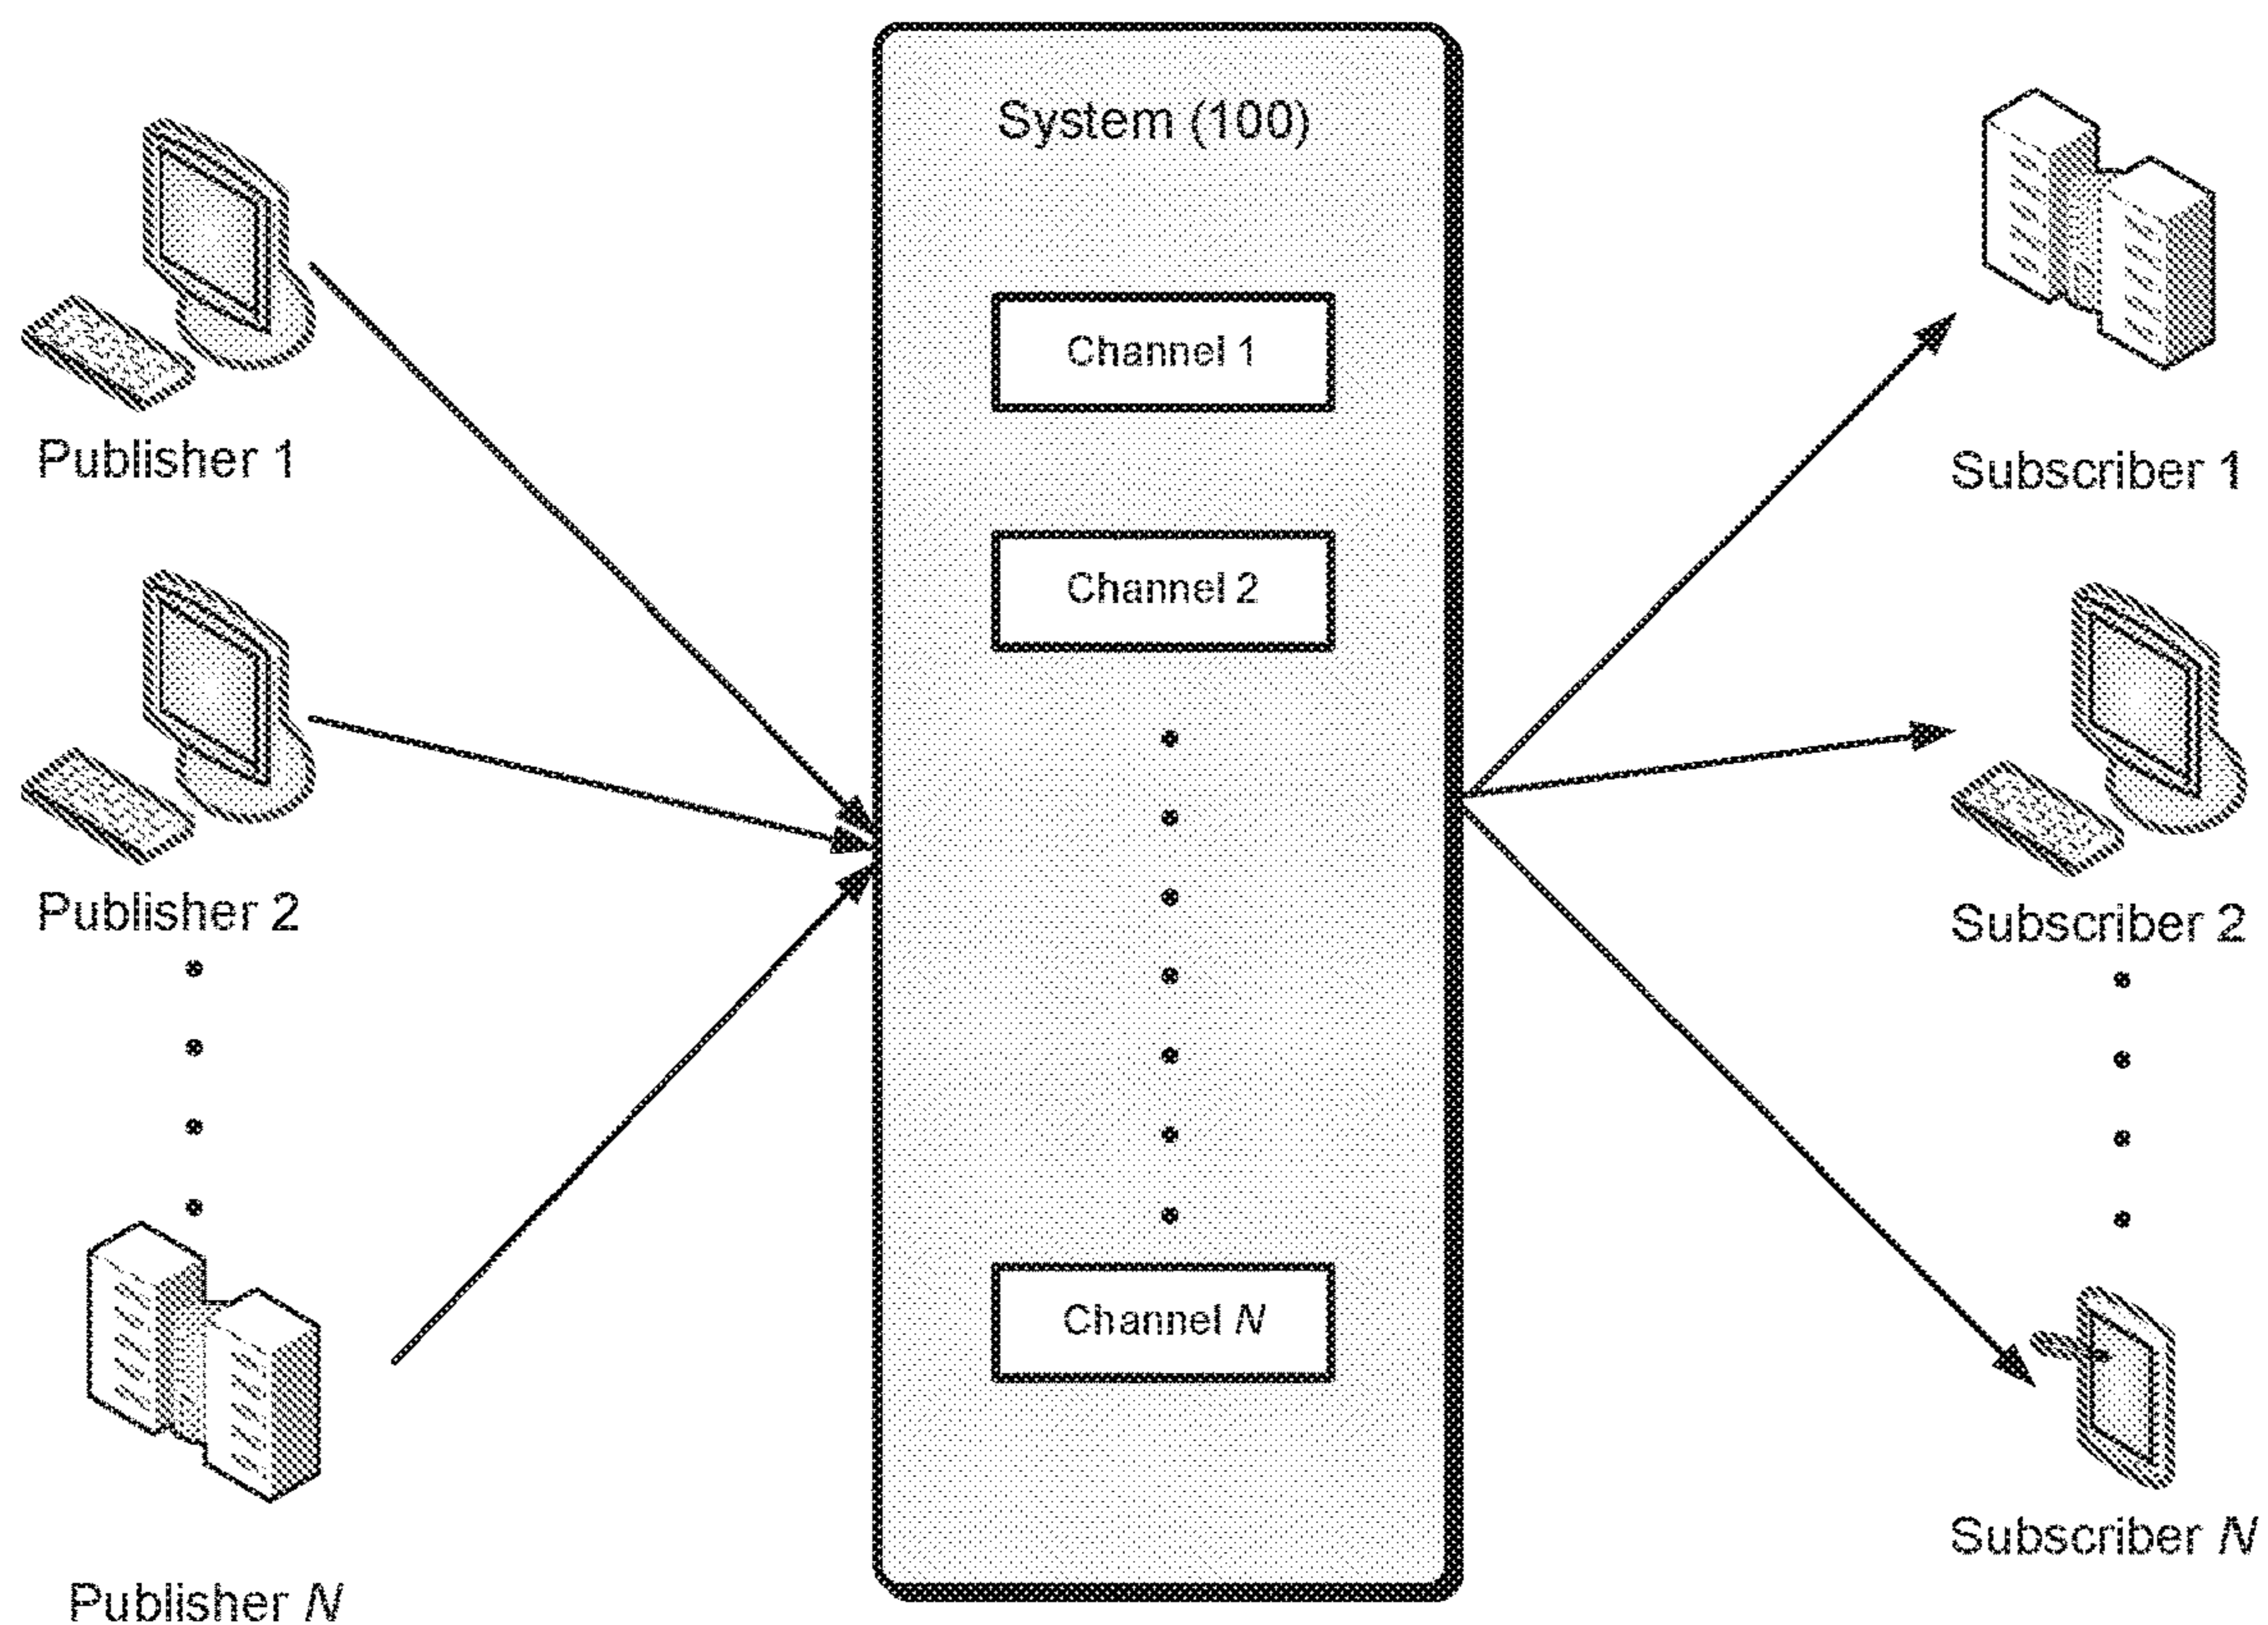 System (100)
Channel 1
Channel 2
Channel N
Publisher 1
Publisher 2
Publisher N
Subscriber 1
Subscriber 2
Subscriber N